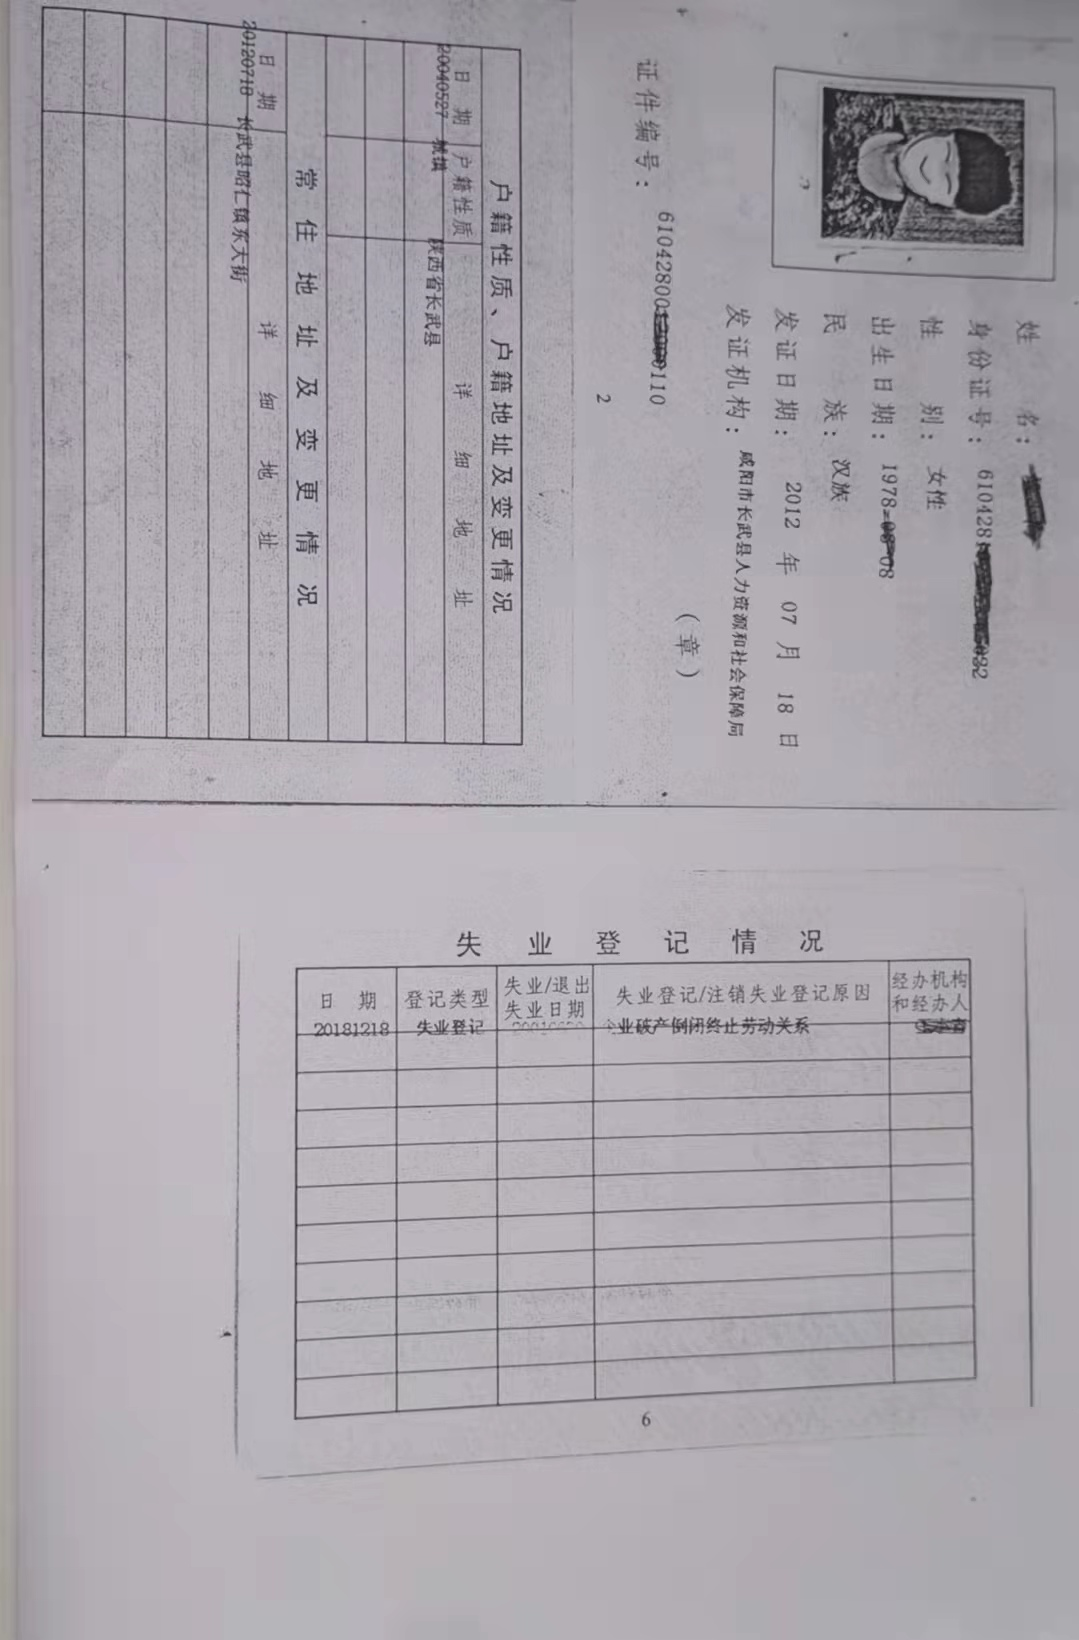 姓 名：
身份证号：610428
性 别：女性
出生日期：1978-08-08
民 族：汉族
发证日期： 2012 年 07 月 18 日
发证机构：咸阳市长武县人力资源和社会保障局
（章）
证件编号： 61042800 110
2
户籍性质、户籍地址及变更情况
日 期 户籍性质 详 细 地 址
20040527 城镇 陕西省长武县
常 住 地 址 及 变 更 情 况
日 期 详 细 地 址
20120718 长武县昭仁镇东大街
失 业 登 记 情 况
日 期 登记类型 失业/退出失业日期 失业登记/注销失业登记原因 经办机构和经办人
20181218 失业登记 企业破产倒闭终止劳动关系
6